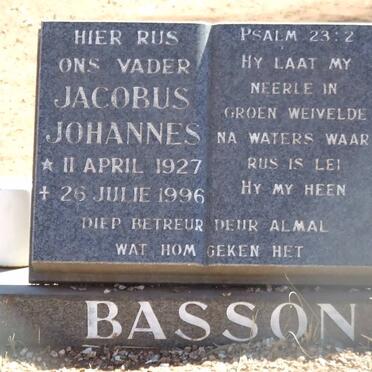 HIER RUS
ONS VADER
JACOBUS
JOHANNES
* 11 APRIL 1927
✝ 26 JULIE 1996
PSALM 23:2
HY LAAT MY
NEERLE IN
GROEN WEIVELDE
NA WATERS WAAR
RUS IS LEI
HY MY HEEN
DIEP BETREUR DEUR ALMAL
WAT HOM GEKEN HET
BASSON